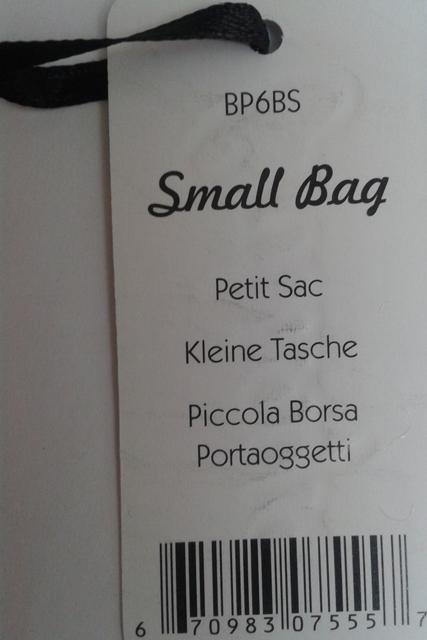 BP6BS
Small Bag
Petit Sac
Kleine Tasche
Piccola Borsa
Portaoggetti
6 70983 07555 7